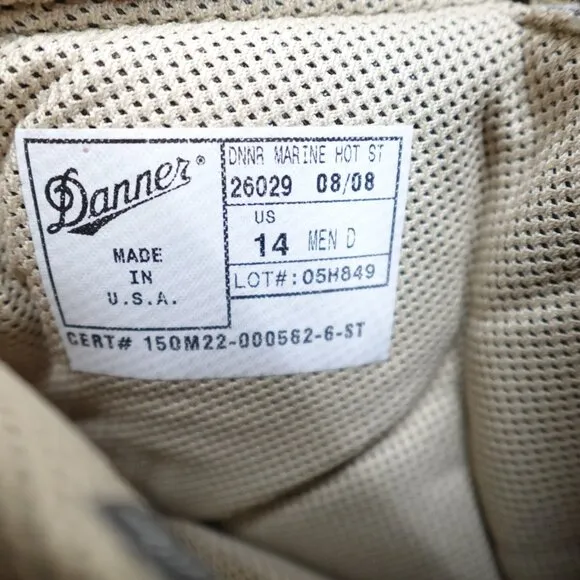 Danner®
MADE
IN
U.S.A.
DNNR MARINE HOT ST
26029 08/08
US
14 MEN D
LOT#: 05H849
CERT# 150M22-000562-6-ST